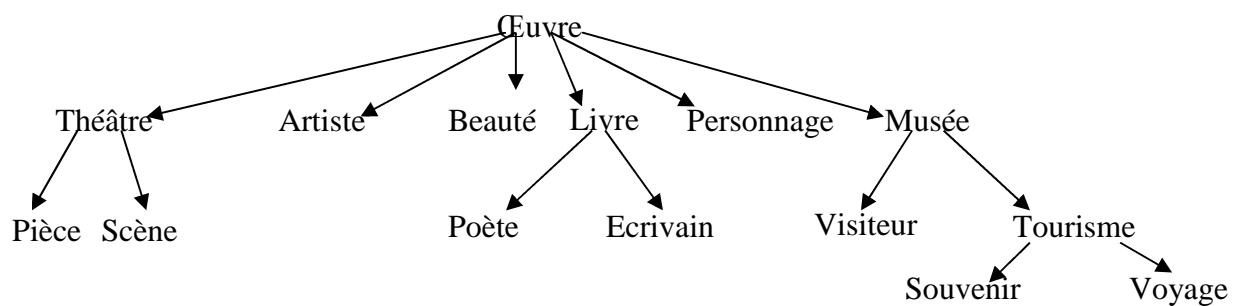 Œuvre
Théâtre Artiste Beauté Livre Personnage Musée
Pièce Scène Poète Ecrivain Visiteur Tourisme
Souvenir Voyage